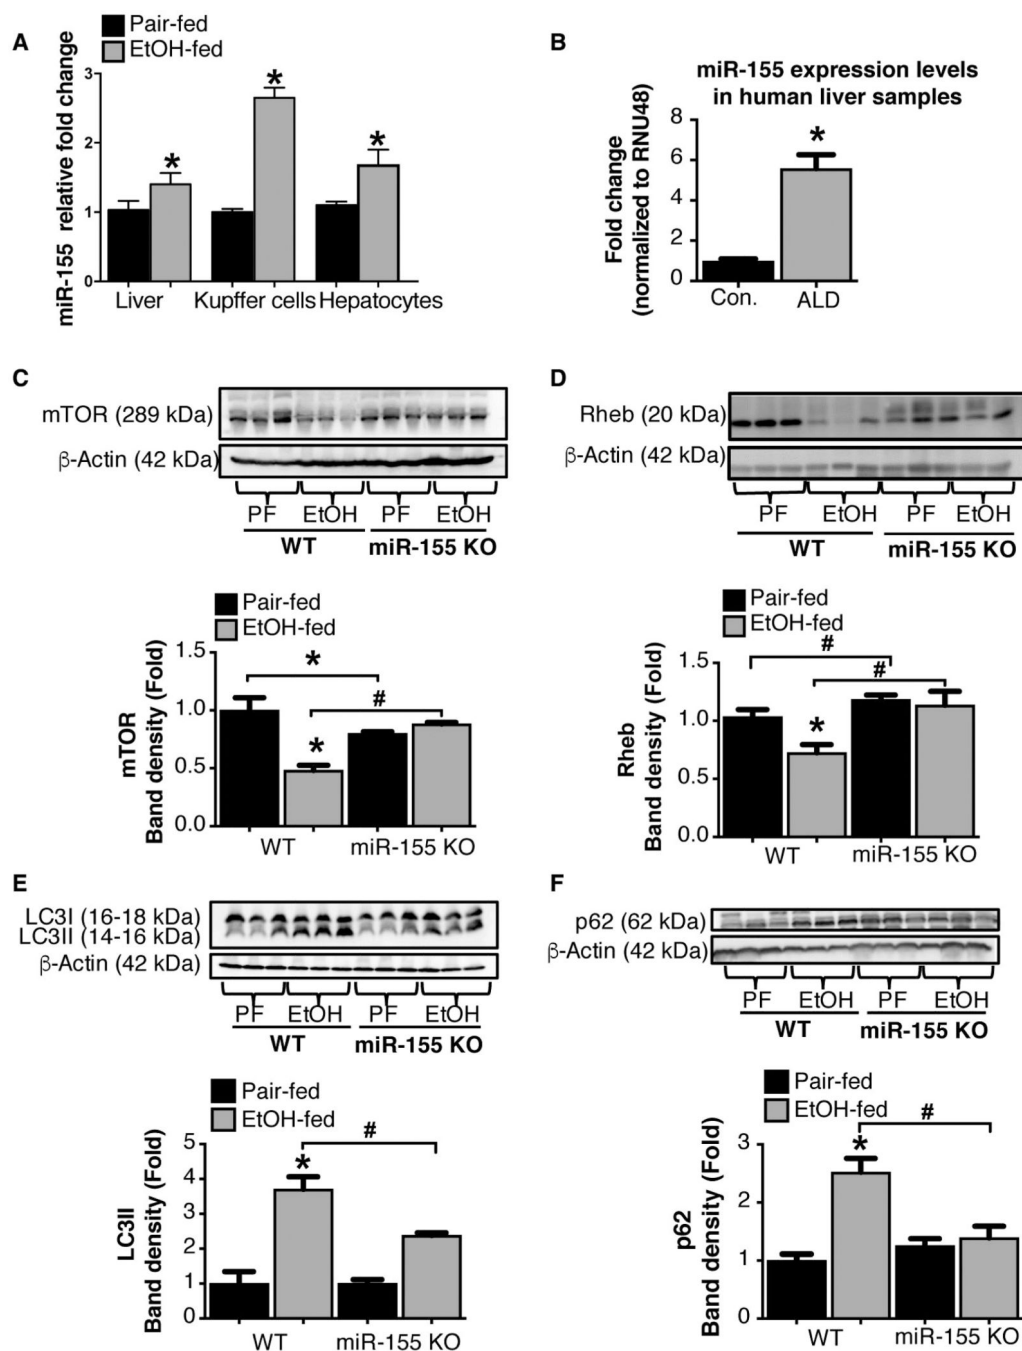 A
Pair-fed
EtOH-fed
miR-155 relative fold change
3
2
1
0
*
*
*
Liver
Kupffer cells
Hepatocytes
B
miR-155 expression levels
in human liver samples
Fold change
(normalized to RNU48)
8
6
4
2
0
*
Con.
ALD
C
mTOR (289 kDa)
β-Actin (42 kDa)
PF
EtOH
PF
EtOH
WT
miR-155 KO
Pair-fed
EtOH-fed
mTOR
Band density (Fold)
1.5
1.0
0.5
0.0
*
#
*
WT
miR-155 KO
D
Rheb (20 kDa)
β-Actin (42 kDa)
PF
EtOH
PF
EtOH
WT
miR-155 KO
Pair-fed
EtOH-fed
Rheb
Band density (Fold)
1.5
1.0
0.5
0.0
#
#
*
WT
miR-155 KO
E
LC3I (16-18 kDa)
LC3II (14-16 kDa)
β-Actin (42 kDa)
PF
EtOH
PF
EtOH
WT
miR-155 KO
Pair-fed
EtOH-fed
LC3II
Band density (Fold)
5
4
3
2
1
0
#
*
WT
miR-155 KO
F
p62 (62 kDa)
β-Actin (42 kDa)
PF
EtOH
PF
EtOH
WT
miR-155 KO
Pair-fed
EtOH-fed
p62
Band density (Fold)
3
2
1
0
#
*
WT
miR-155 KO